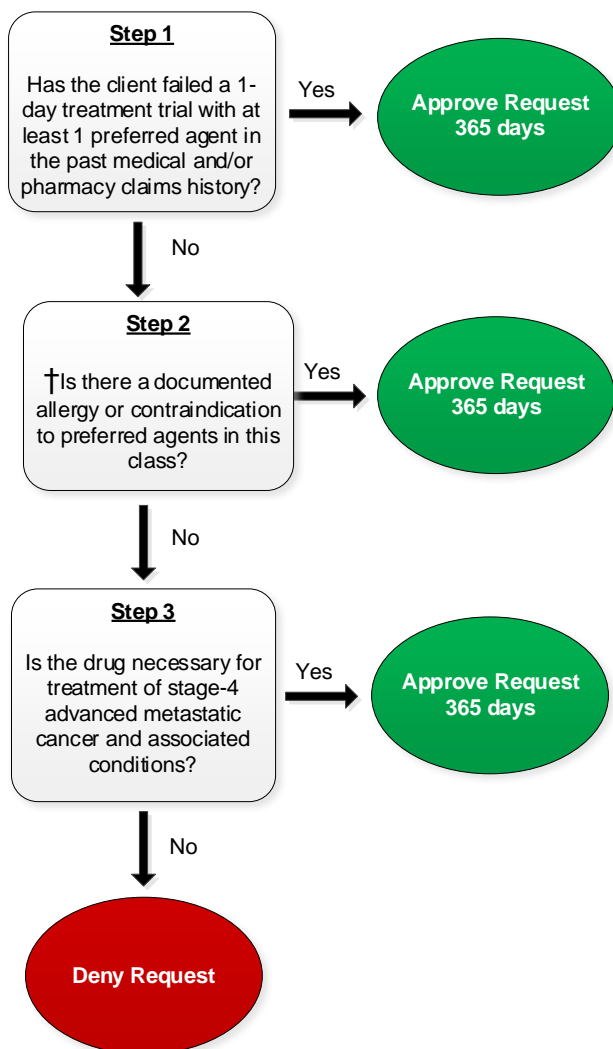 Step 1
Has the client failed a 1-
day treatment trial with at
least 1 preferred agent in
the past medical and/or
pharmacy claims history?
Yes
Approve Request
365 days
No
Step 2
†Is there a documented
allergy or contraindication
to preferred agents in this
class?
Yes
Approve Request
365 days
No
Step 3
Is the drug necessary for
treatment of stage-4
advanced metastatic
cancer and associated
conditions?
Yes
Approve Request
365 days
No
Deny Request